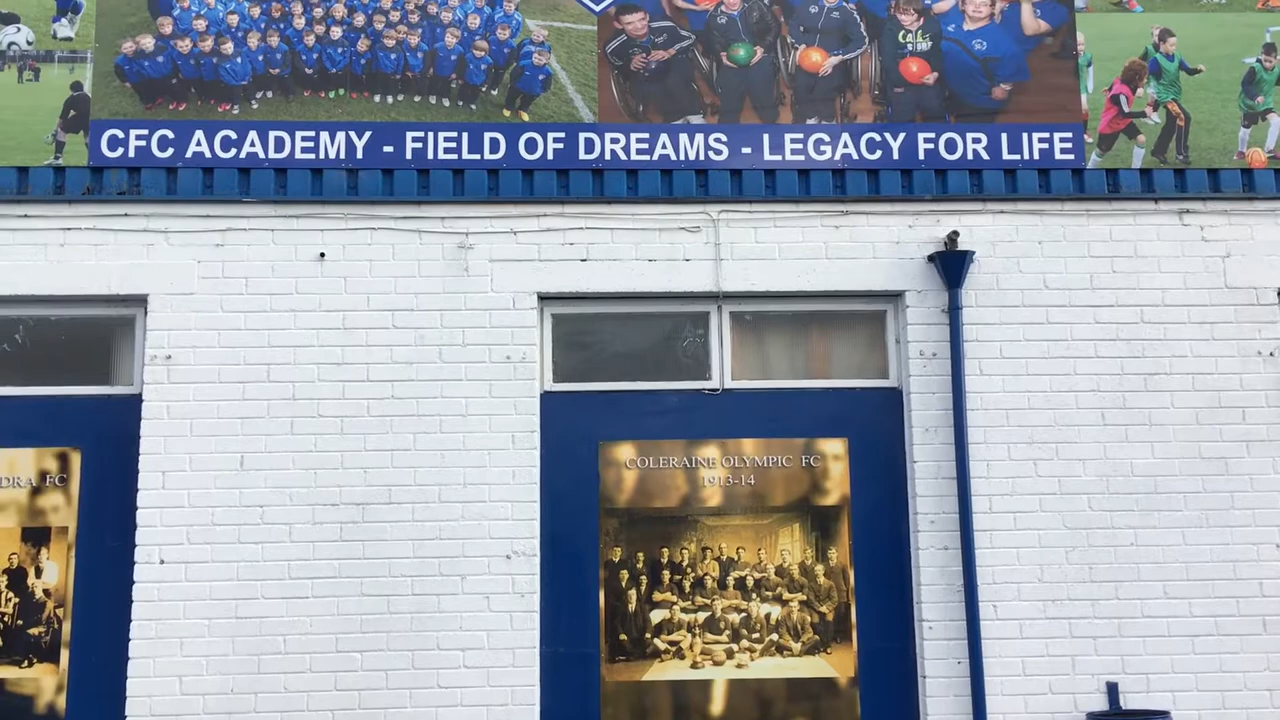 CFC ACADEMY - FIELD OF DREAMS - LEGACY FOR LIFE
DRA FC
COLERAINE OLYMPIC FC
1913-14